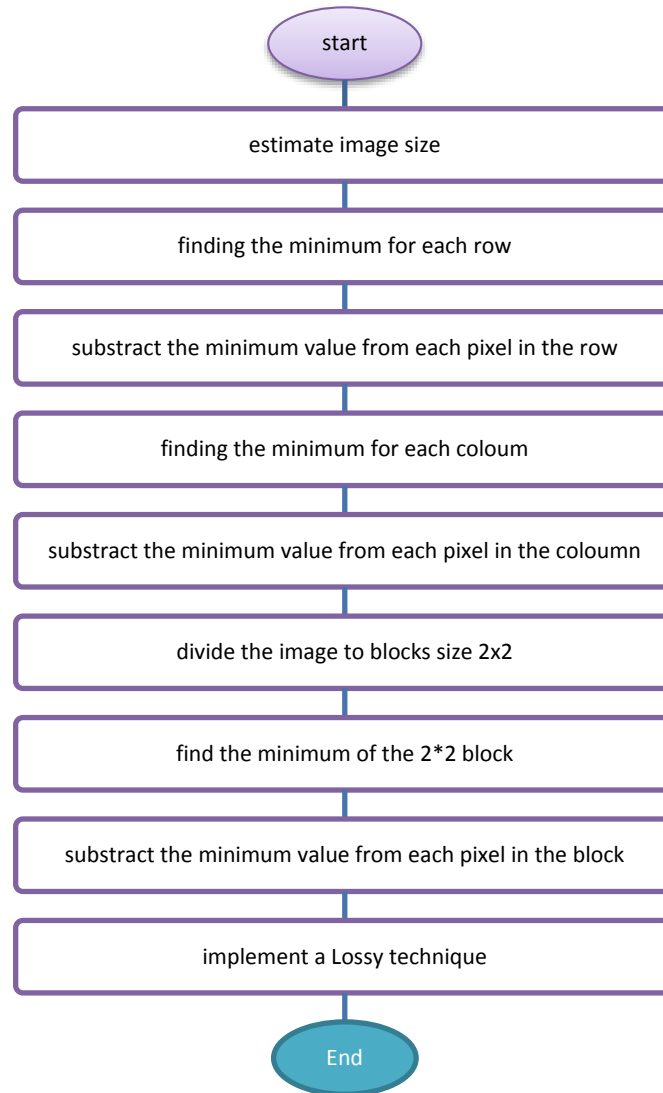 start
estimate image size
finding the minimum for each row
substract the minimum value from each pixel in the row
finding the minimum for each coloum
substract the minimum value from each pixel in the coloumn
divide the image to blocks size 2x2
find the minimum of the 2*2 block
substract the minimum value from each pixel in the block
implement a Lossy technique
End